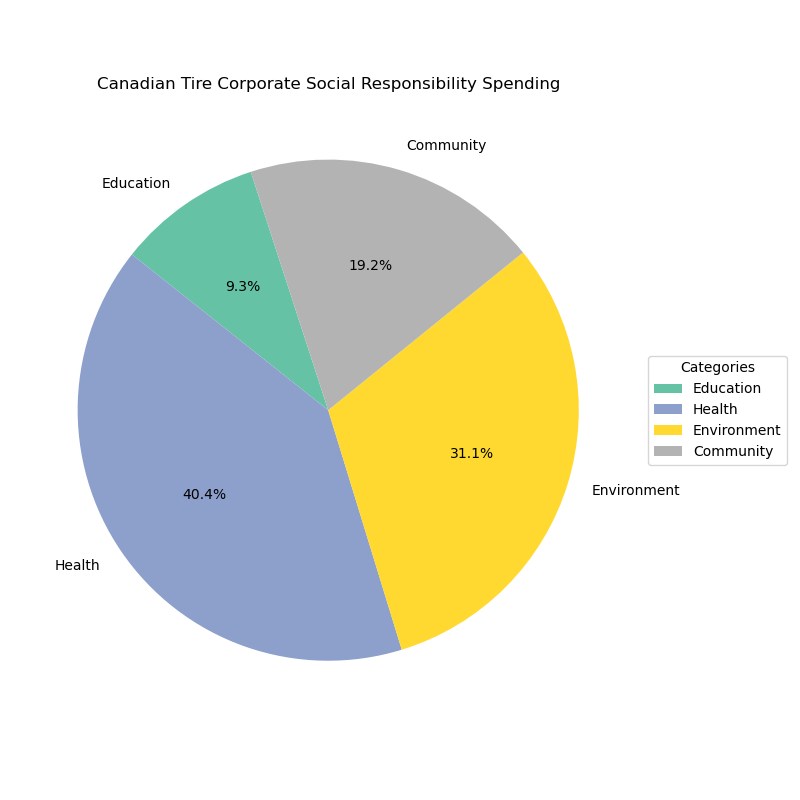 Canadian Tire Corporate Social Responsibility Spending
Community
Education
19.2%
9.3%
Categories
Education
Health
Environment
Community
31.1%
Environment
40.4%
Health